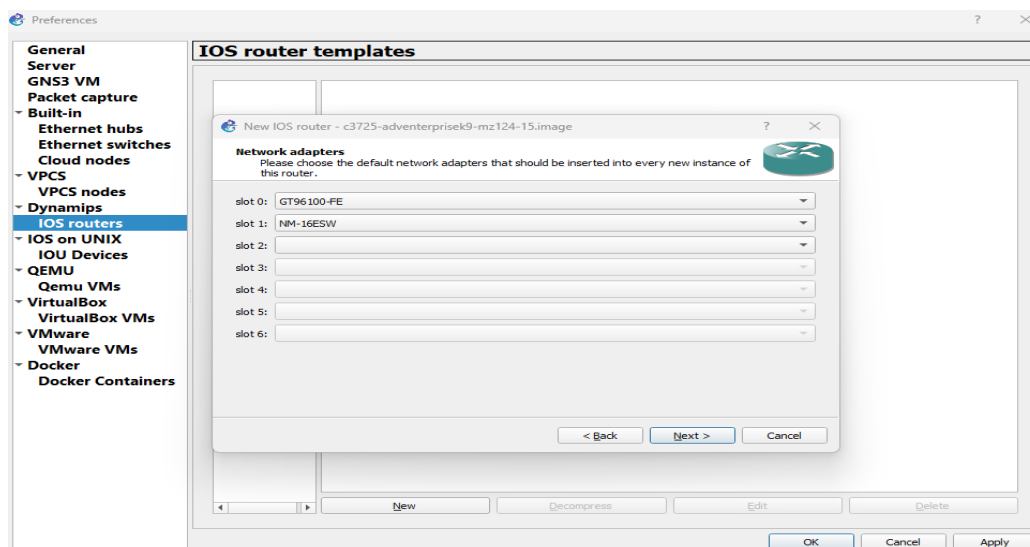 Preferences
General
Server
GNS3 VM
Packet capture
Built-in
Ethernet hubs
Ethernet switches
Cloud nodes
VPCS
VPCS nodes
Dynamips
IOS routers
IOS on UNIX
IOU Devices
QEMU
Qemu VMs
VirtualBox
VirtualBox VMs
VMware
VMware VMs
Docker
Docker Containers
IOS router templates
New IOS router - c3725-adventerprisek9-mz124-15.image
Network adapters
Please choose the default network adapters that should be inserted into every new instance of
this router.
slot 0: GT96100-FE
slot 1: NM-16ESW
slot 2:
slot 3:
slot 4:
slot 5:
slot 6:
< Back Next > Cancel
New Decompress Edit Delete
OK Cancel Apply